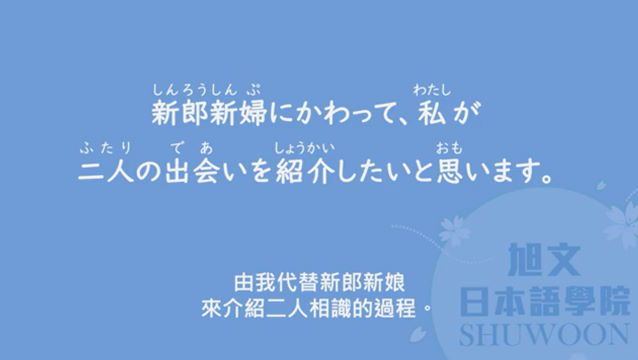 しんろうしんぷ わたし
新郎新婦にかわって、私が
ふたり であ しょうかい おも
二人の出会いを紹介したいと思います。
由我代替新郎新娘
來介紹二人相識的過程。
旭文
日本語學院
SHUWOON